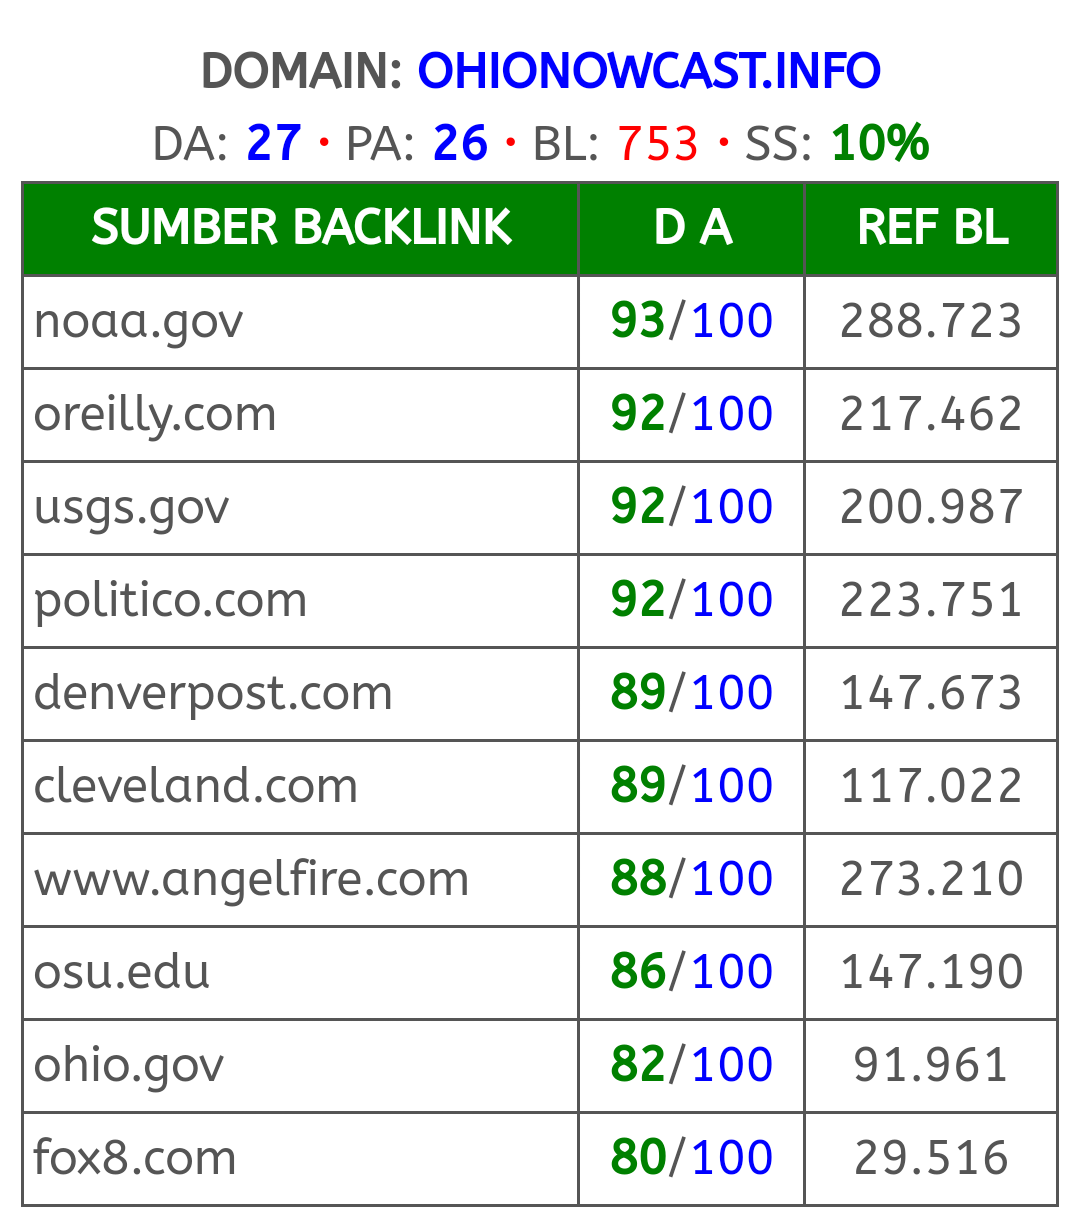 DOMAIN: OHIONOWCAST.INFO
DA: 27 • PA: 26 • BL: 753 • SS: 10%
SUMBER BACKLINK D A REF BL
noaa.gov 93/100 288.723
oreilly.com 92/100 217.462
usgs.gov 92/100 200.987
politico.com 92/100 223.751
denverpost.com 89/100 147.673
cleveland.com 89/100 117.022
www.angelfire.com 88/100 273.210
osu.edu 86/100 147.190
ohio.gov 82/100 91.961
fox8.com 80/100 29.516